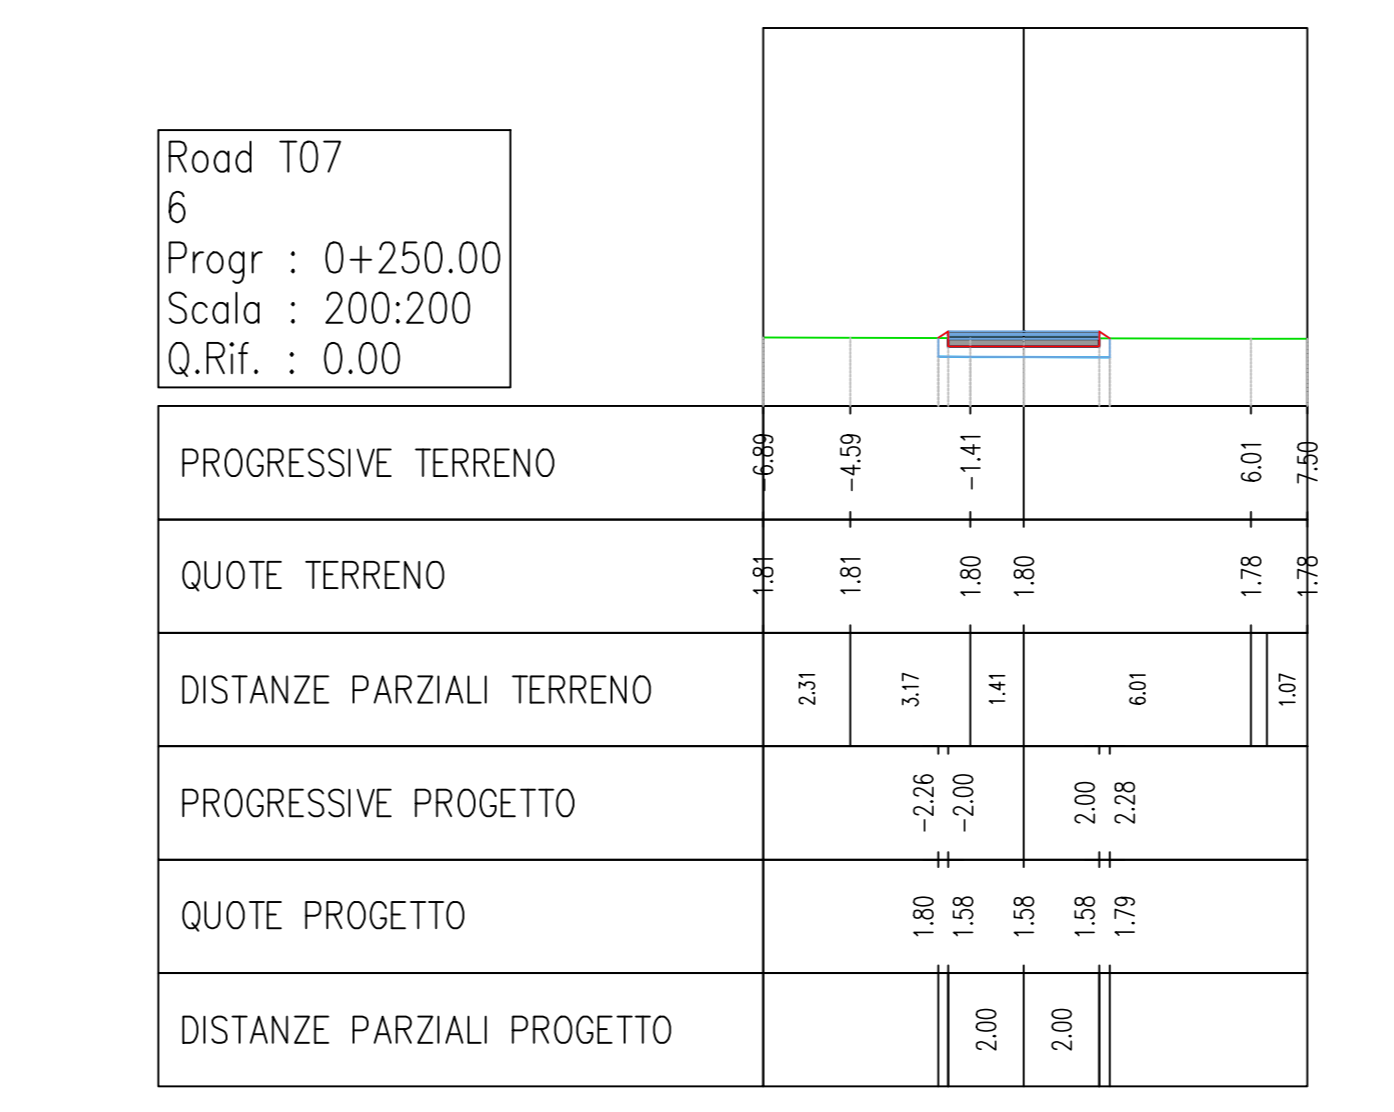 Road T07
6
Progr : 0+250.00
Scala : 200:200
Q.Rif. : 0.00
PROGRESSIVE TERRENO -6.89 -4.59 -1.41 6.01 7.50
QUOTE TERRENO 1.81 1.81 1.80 1.80 1.78 1.78
DISTANZE PARZIALI TERRENO 2.31 3.17 1.41 6.01 1.07
PROGRESSIVE PROGETTO -2.26 -2.00 2.00 2.28
QUOTE PROGETTO 1.80 1.58 1.58 1.58 1.79
DISTANZE PARZIALI PROGETTO 2.00 2.00